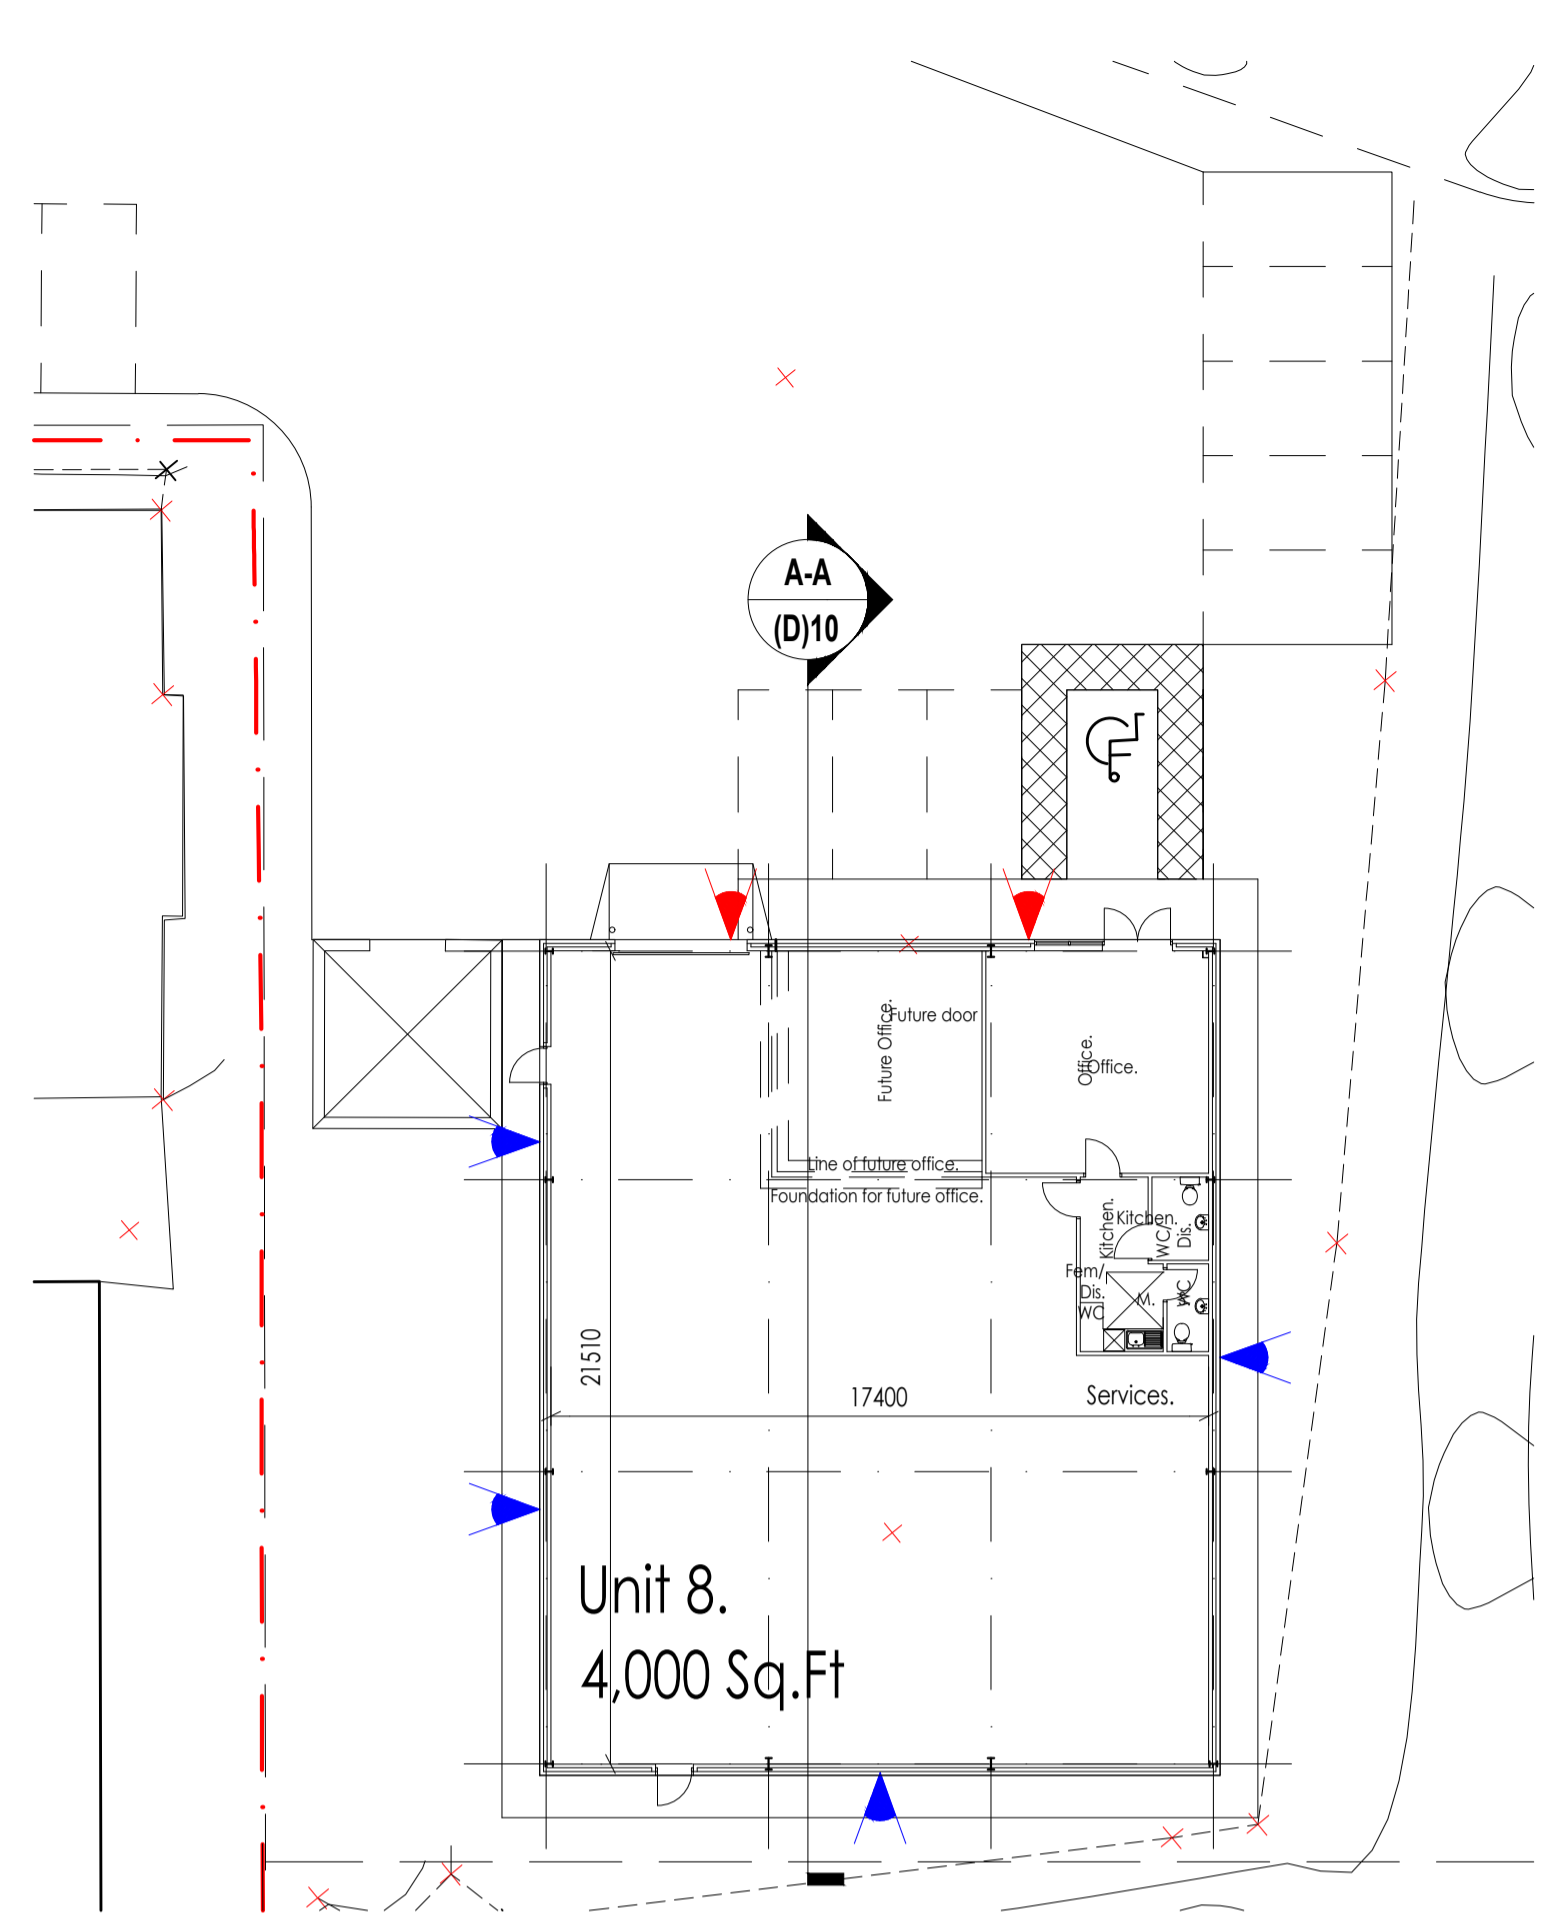 A-A
(D)10
Future Office.
Future door
Office.
Office.
Line of future office.
Foundation for future office.
Kitchen.
Kitchen.
WC/
Dis.
Fem/
Dis.
WC
M.
WC
21510
17400
Services.
Unit 8.
4,000 Sq.Ft